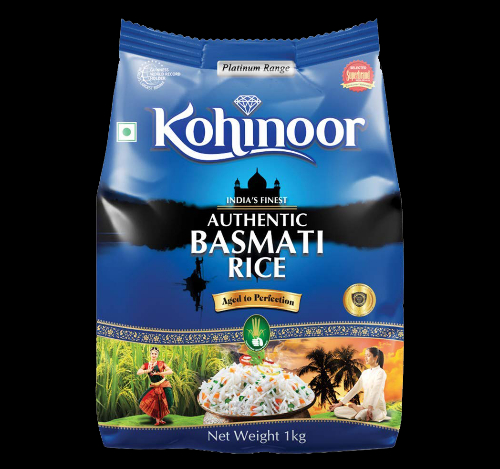 Platinum Range
Kohinoor
INDIA'S FINEST
AUTHENTIC
BASMATI
RICE
Aged to Perfection
Net Weight 1kg